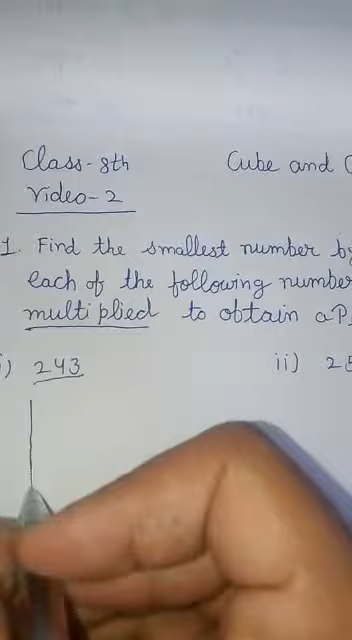 Class-8th Cube and
Video-2
1. Find the smallest number by
each of the following number
multiplied to obtain a P
i) 243 ii) 25